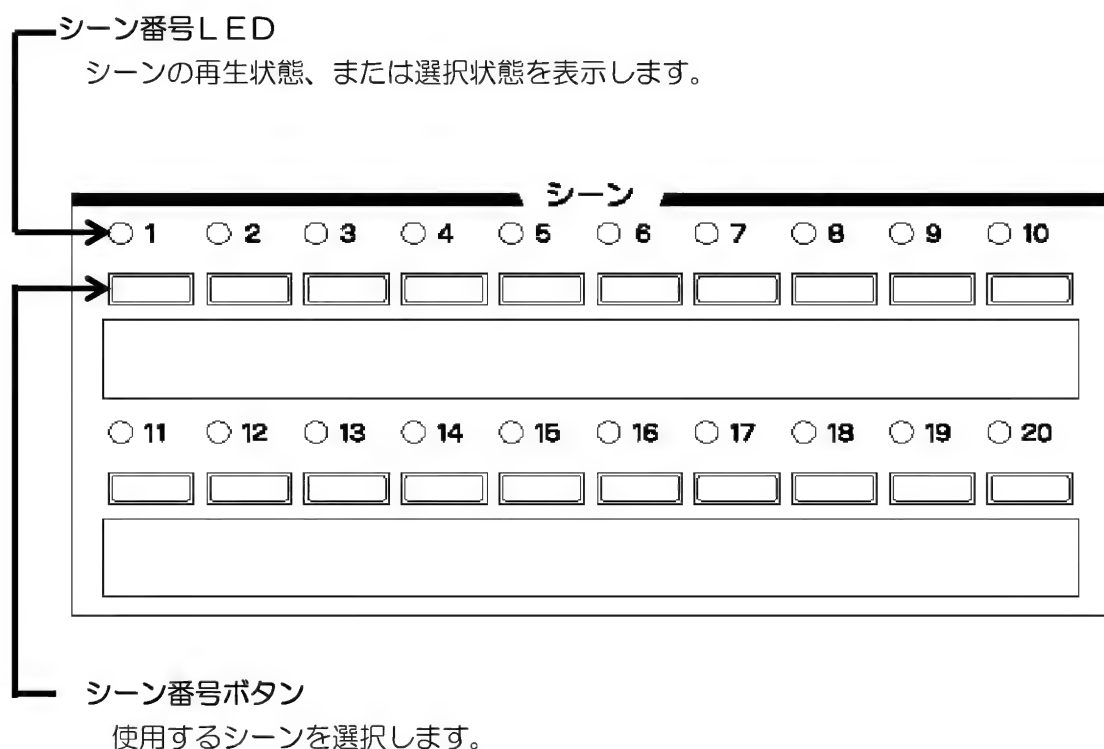 シーン番号LED
シーンの再生状態、または選択状態を表示します。
シーン
1 2 3 4 5 6 7 8 9 10
11 12 13 14 15 16 17 18 19 20
シーン番号ボタン
使用するシーンを選択します。